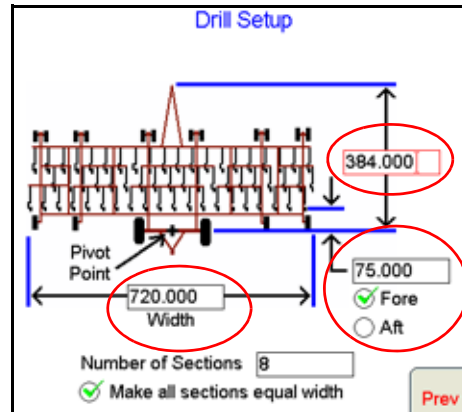 Drill Setup
384.000
Pivot
Point
75.000
Fore
Aft
720.000
Width
Number of Sections 8
Make all sections equal width
Prev